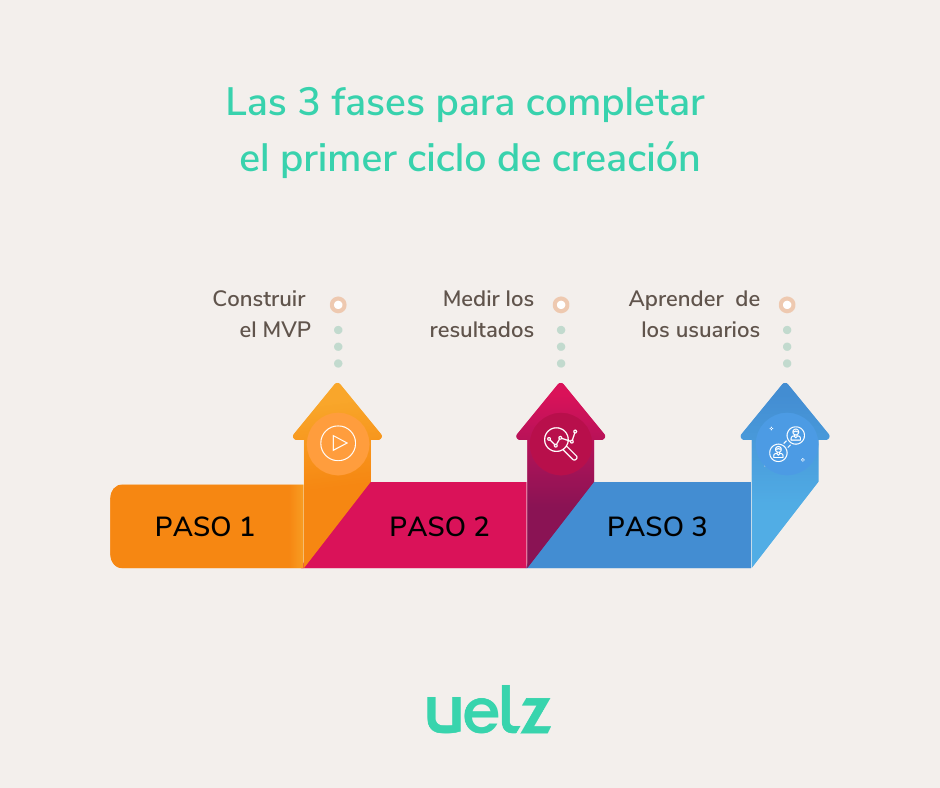 Las 3 fases para completar
el primer ciclo de creación
Construir
el MVP
Medir los
resultados
Aprender de
los usuarios
PASO 1
PASO 2
PASO 3
uelz